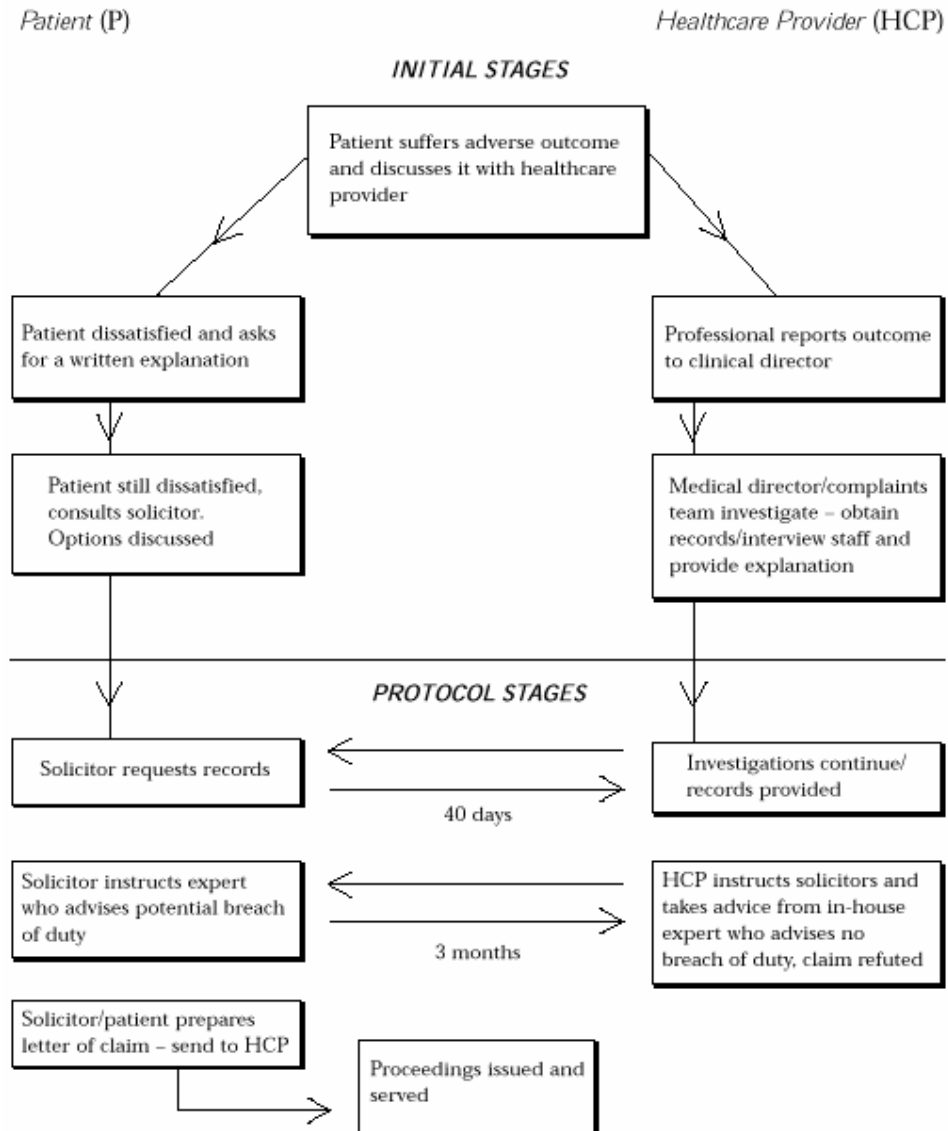 Patient (P)
Healthcare Provider (HCP)
INITIAL STAGES
Patient suffers adverse outcome
and discusses it with healthcare
provider
Patient dissatisfied and asks
for a written explanation
Professional reports outcome
to clinical director
Patient still dissatisfied,
consults solicitor.
Options discussed
Medical director/complaints
team investigate – obtain
records/interview staff and
provide explanation
PROTOCOL STAGES
Solicitor requests records
40 days
Investigations continue/
records provided
Solicitor instructs expert
who advises potential breach
of duty
3 months
HCP instructs solicitors and
takes advice from in-house
expert who advises no
breach of duty, claim refuted
Solicitor/patient prepares
letter of claim – send to HCP
Proceedings issued and
served